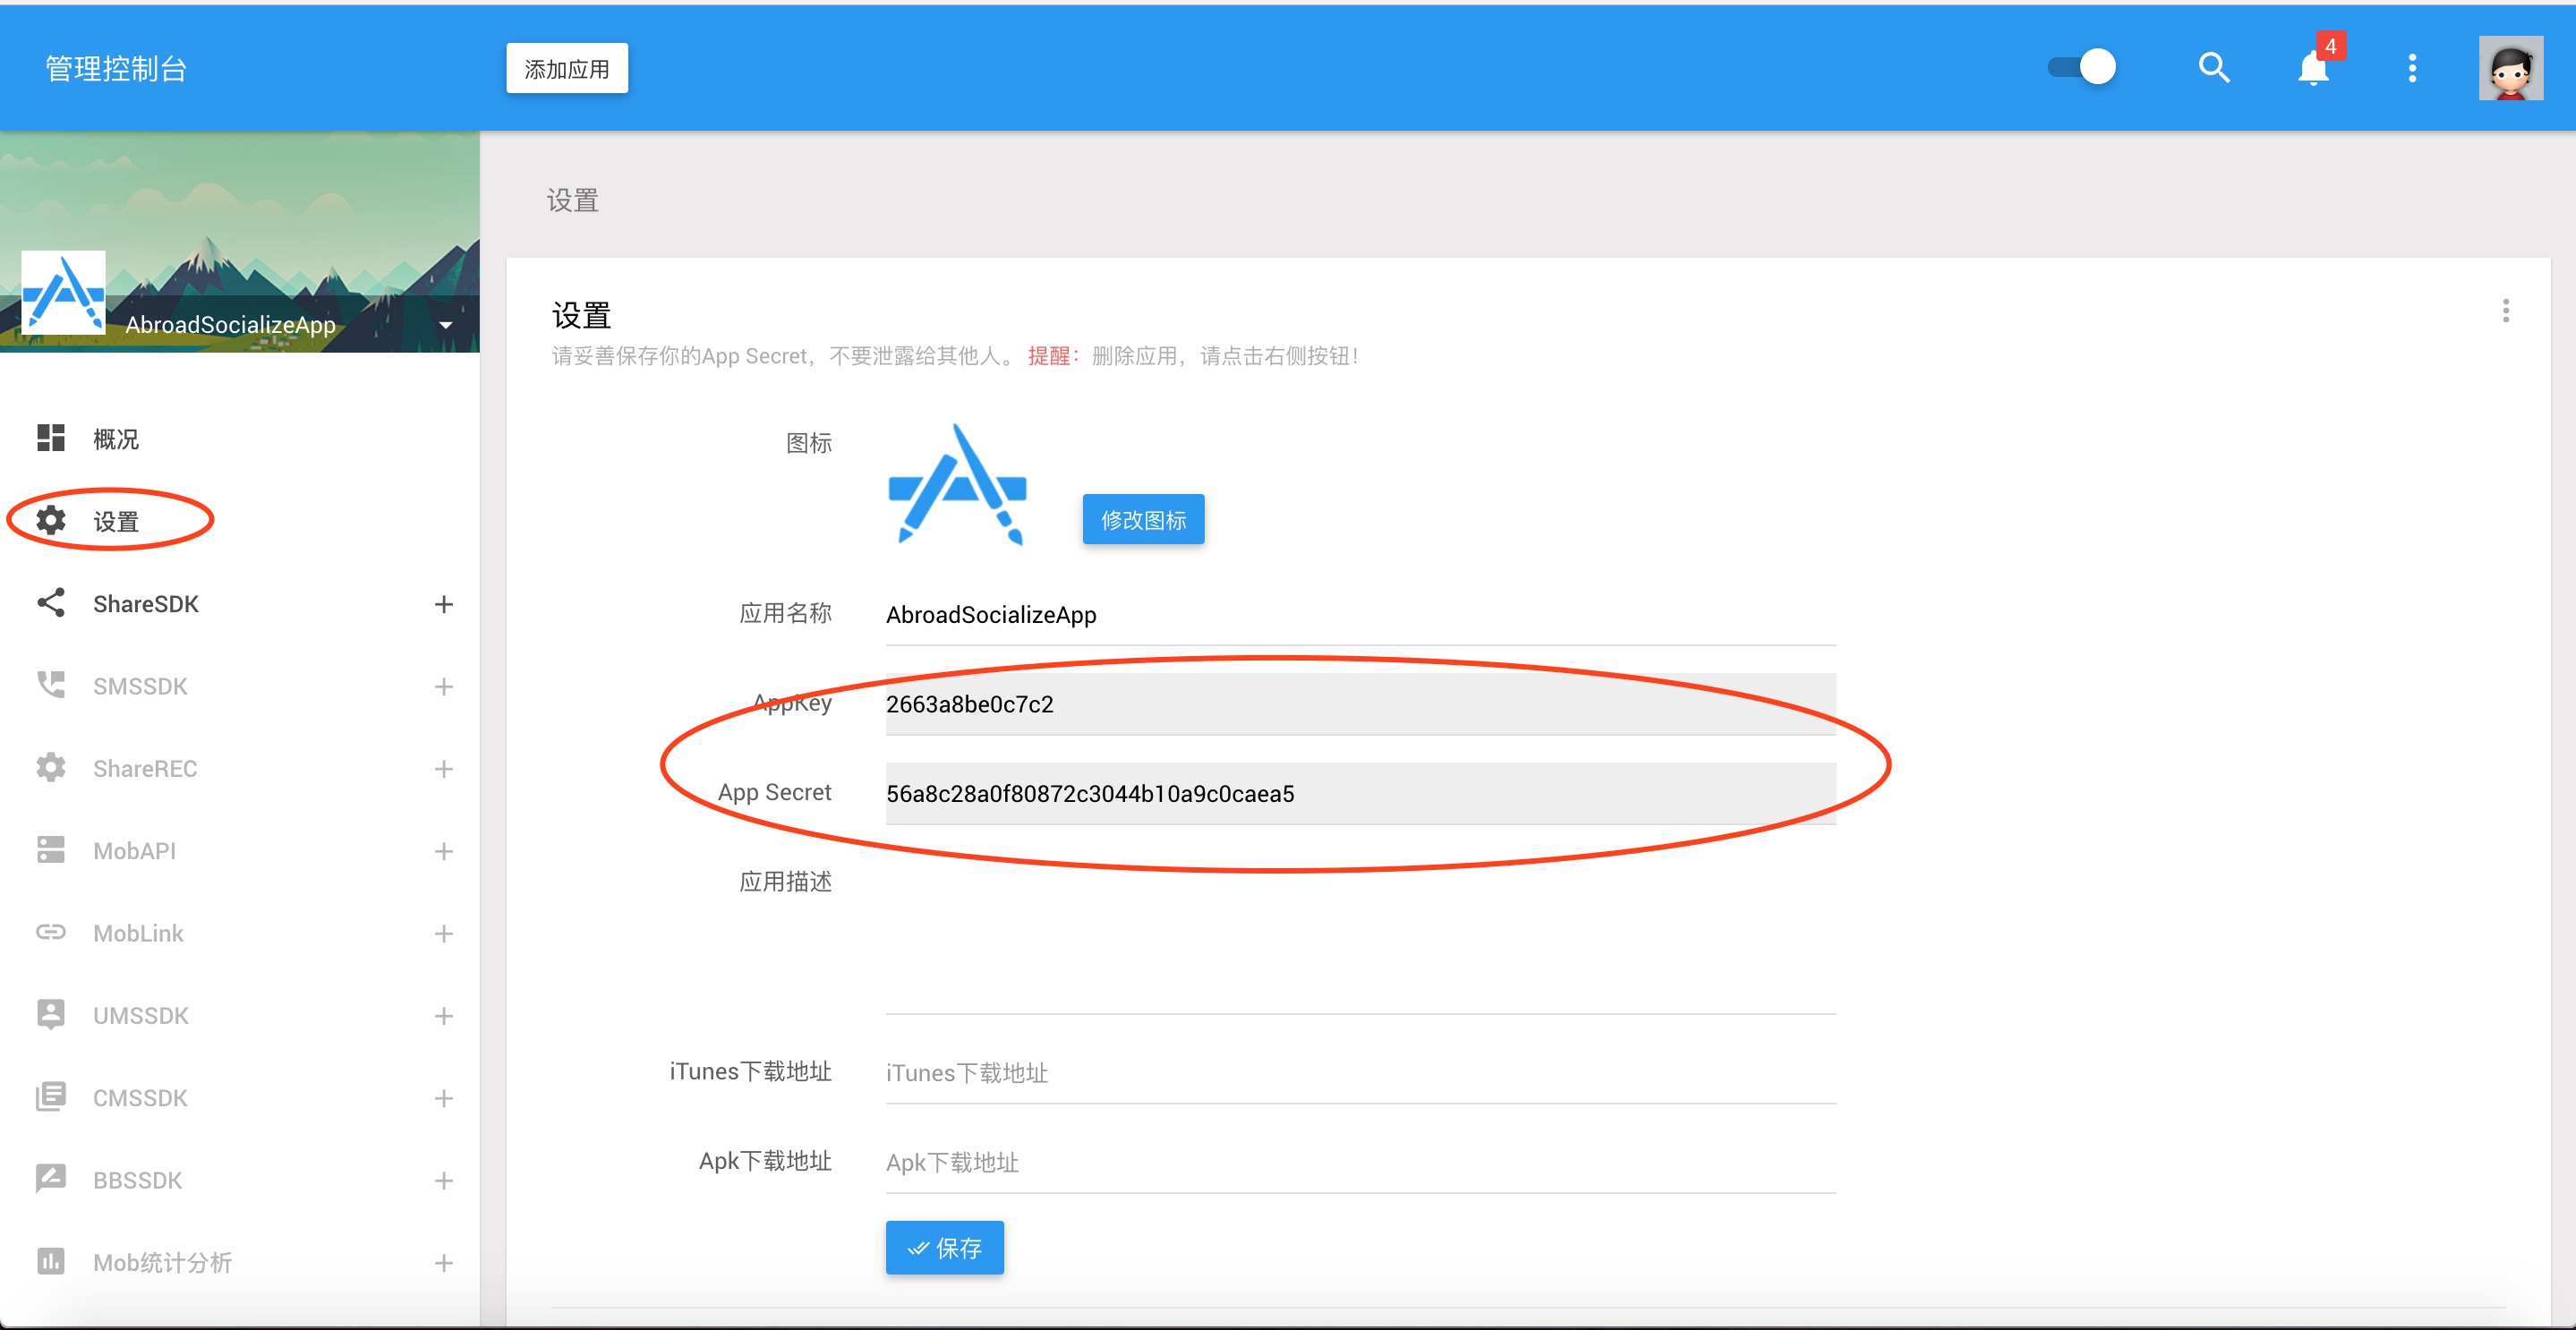 管理控制台
添加应用
4
AbroadSocializeApp
概况
设置
ShareSDK
SMSSDK
ShareREC
MobAPI
MobLink
UMSSDK
CMSSDK
BBSSDK
Mob统计分析
设置
设置
请妥善保存你的App Secret，不要泄露给其他人。 提醒：删除应用，请点击右侧按钮！
图标
修改图标
应用名称 AbroadSocializeApp
AppKey 2663a8be0c7c2
App Secret 56a8c28a0f80872c3044b10a9c0caea5
应用描述
iTunes下载地址 iTunes下载地址
Apk下载地址 Apk下载地址
保存